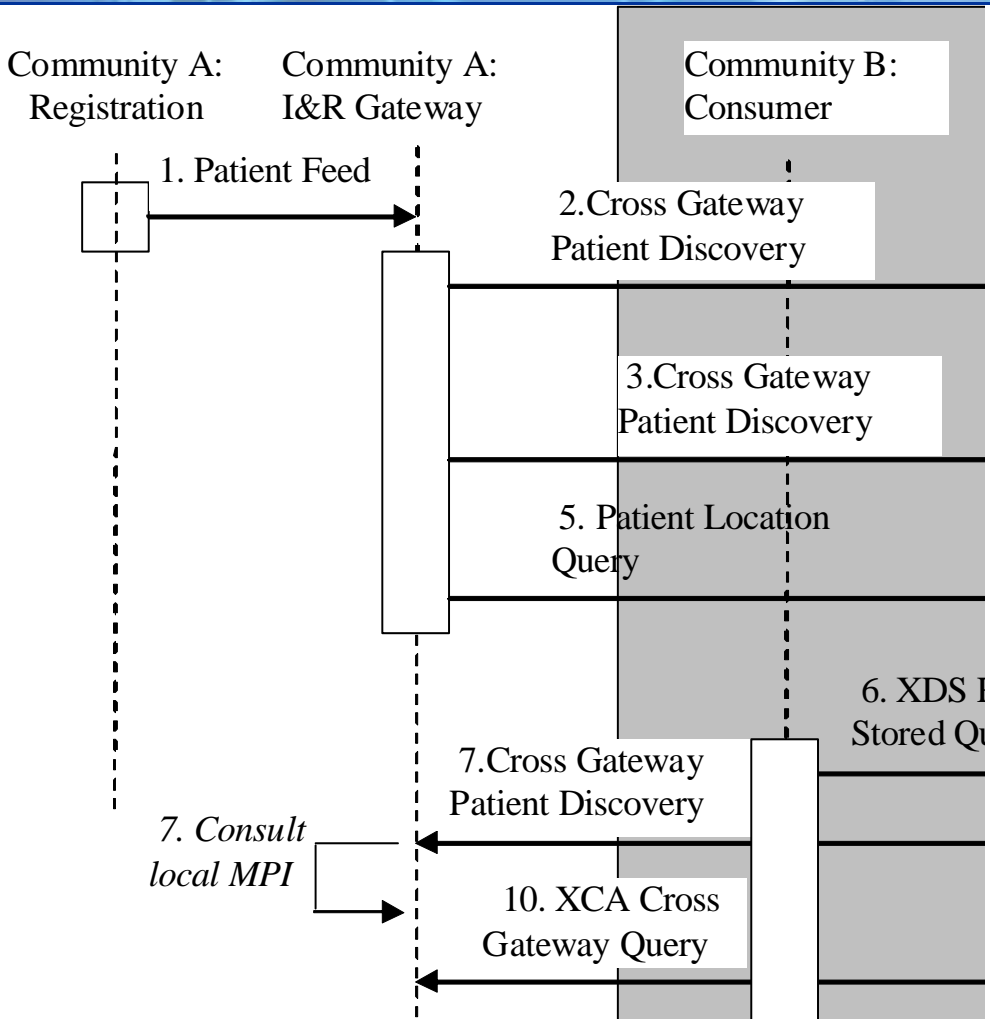 Community A:
Registration
Community A:
I&R Gateway
Community B:
Consumer
1. Patient Feed
2.Cross Gateway
Patient Discovery
3.Cross Gateway
Patient Discovery
5. Patient Location
Query
6. XDS
Stored
7.Cross Gateway
Patient Discovery
7. Consult
local MPI
10. XCA Cross
Gateway Query